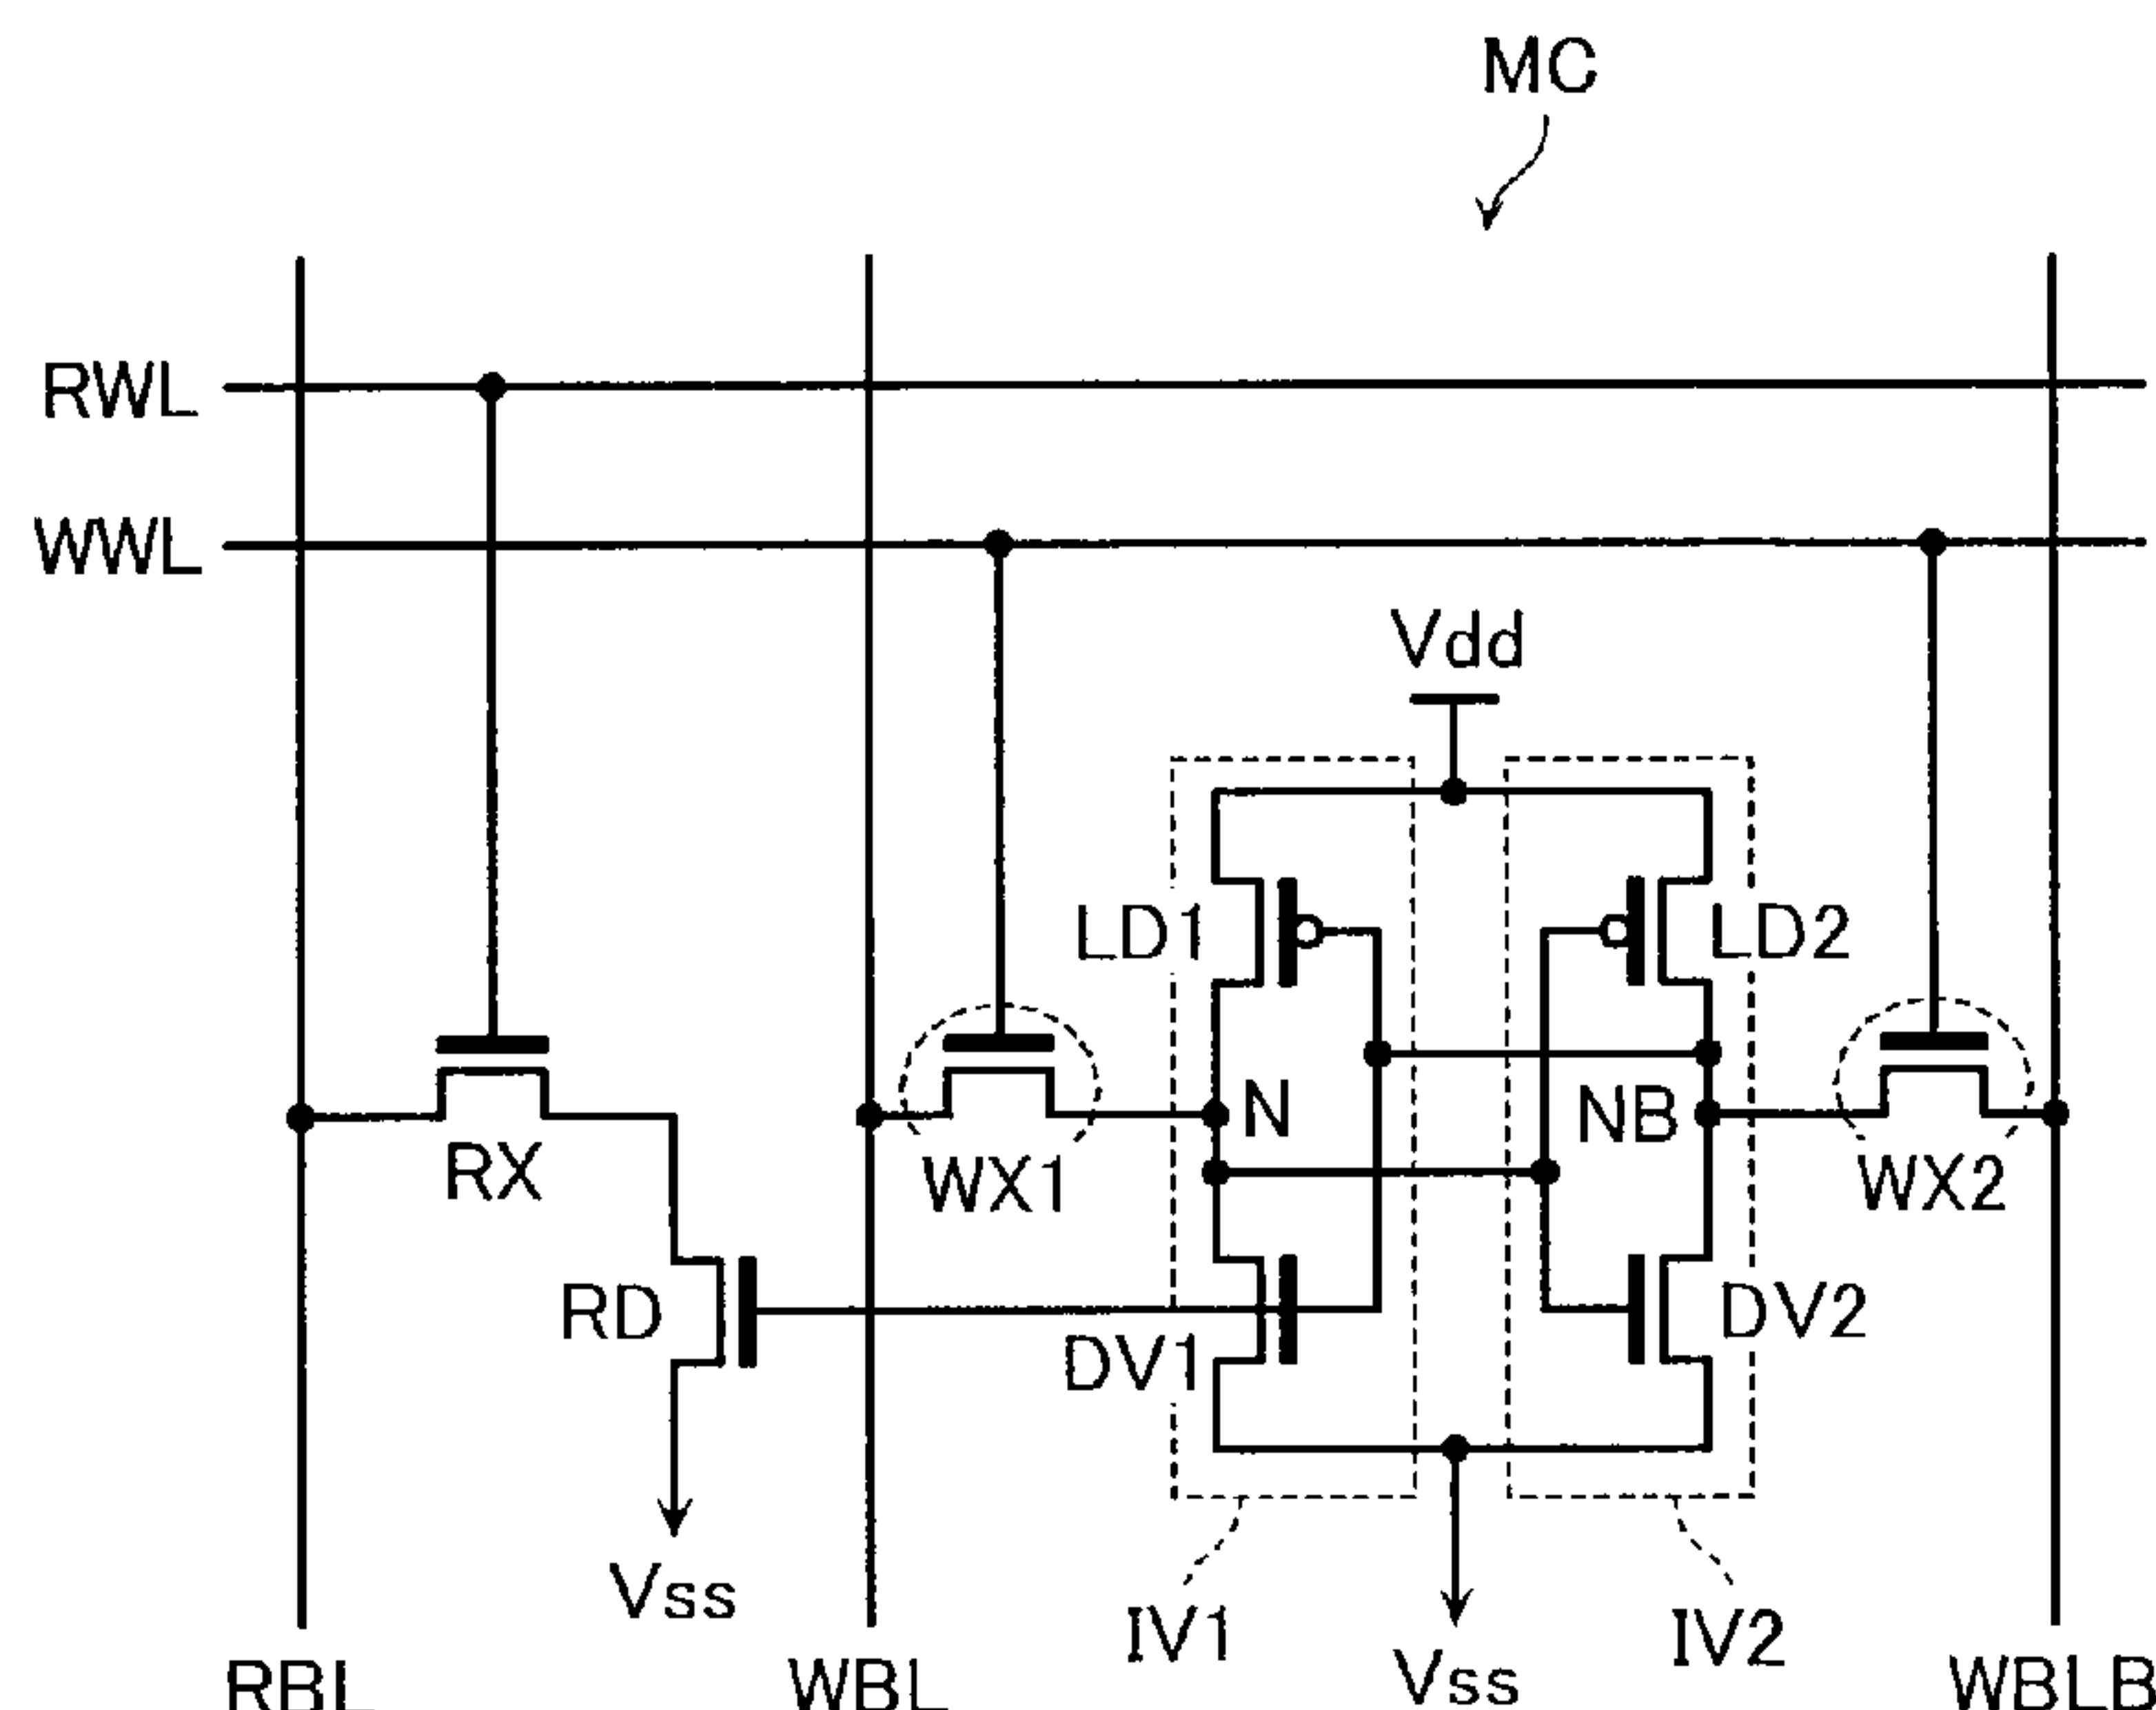 MC
RWL
WWL
Vdd
LD1
LD2
N
NB
RX
WX1
WX2
RD
DV1
DV2
Vss
IV1
Vss
IV2
RBL
WBL
WBLB